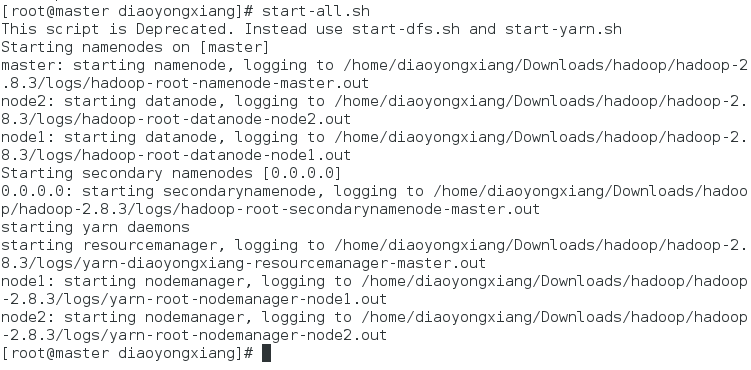 [root@master diaoyongxiang]# start-all.sh
This script is Deprecated. Instead use start-dfs.sh and start-yarn.sh
Starting namenodes on [master]
master: starting namenode, logging to /home/diaoyongxiang/Downloads/hadoop/hadoop-2
.8.3/logs/hadoop-root-namenode-master.out
node2: starting datanode, logging to /home/diaoyongxiang/Downloads/hadoop/hadoop-2.
8.3/logs/hadoop-root-datanode-node2.out
node1: starting datanode, logging to /home/diaoyongxiang/Downloads/hadoop/hadoop-2.
8.3/logs/hadoop-root-datanode-node1.out
Starting secondary namenodes [0.0.0.0]
0.0.0.0: starting secondarynamenode, logging to /home/diaoyongxiang/Downloads/hadoo
p/hadoop-2.8.3/logs/hadoop-root-secondarynamenode-master.out
starting yarn daemons
starting resourcemanager, logging to /home/diaoyongxiang/Downloads/hadoop/hadoop-2.
8.3/logs/yarn-diaoyongxiang-resourcemanager-master.out
node1: starting nodemanager, logging to /home/diaoyongxiang/Downloads/hadoop/hadoop
-2.8.3/logs/yarn-root-nodemanager-node1.out
node2: starting nodemanager, logging to /home/diaoyongxiang/Downloads/hadoop/hadoop
-2.8.3/logs/yarn-root-nodemanager-node2.out
[root@master diaoyongxiang]#